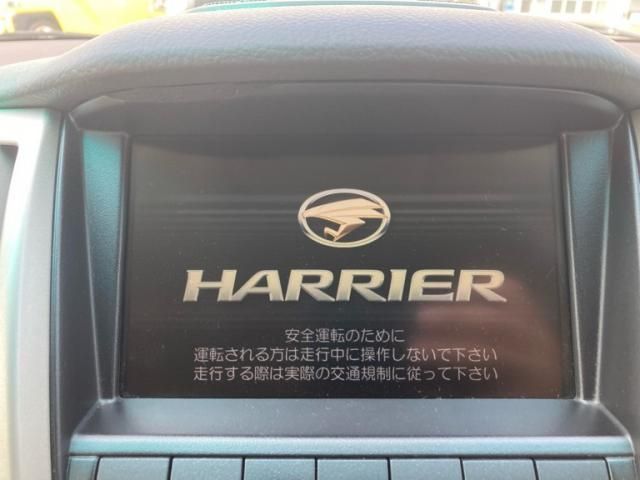 HARRIER
安全運転のために
運転される方は走行中に操作しないで下さい
走行する際は実際の交通規制に従って下さい